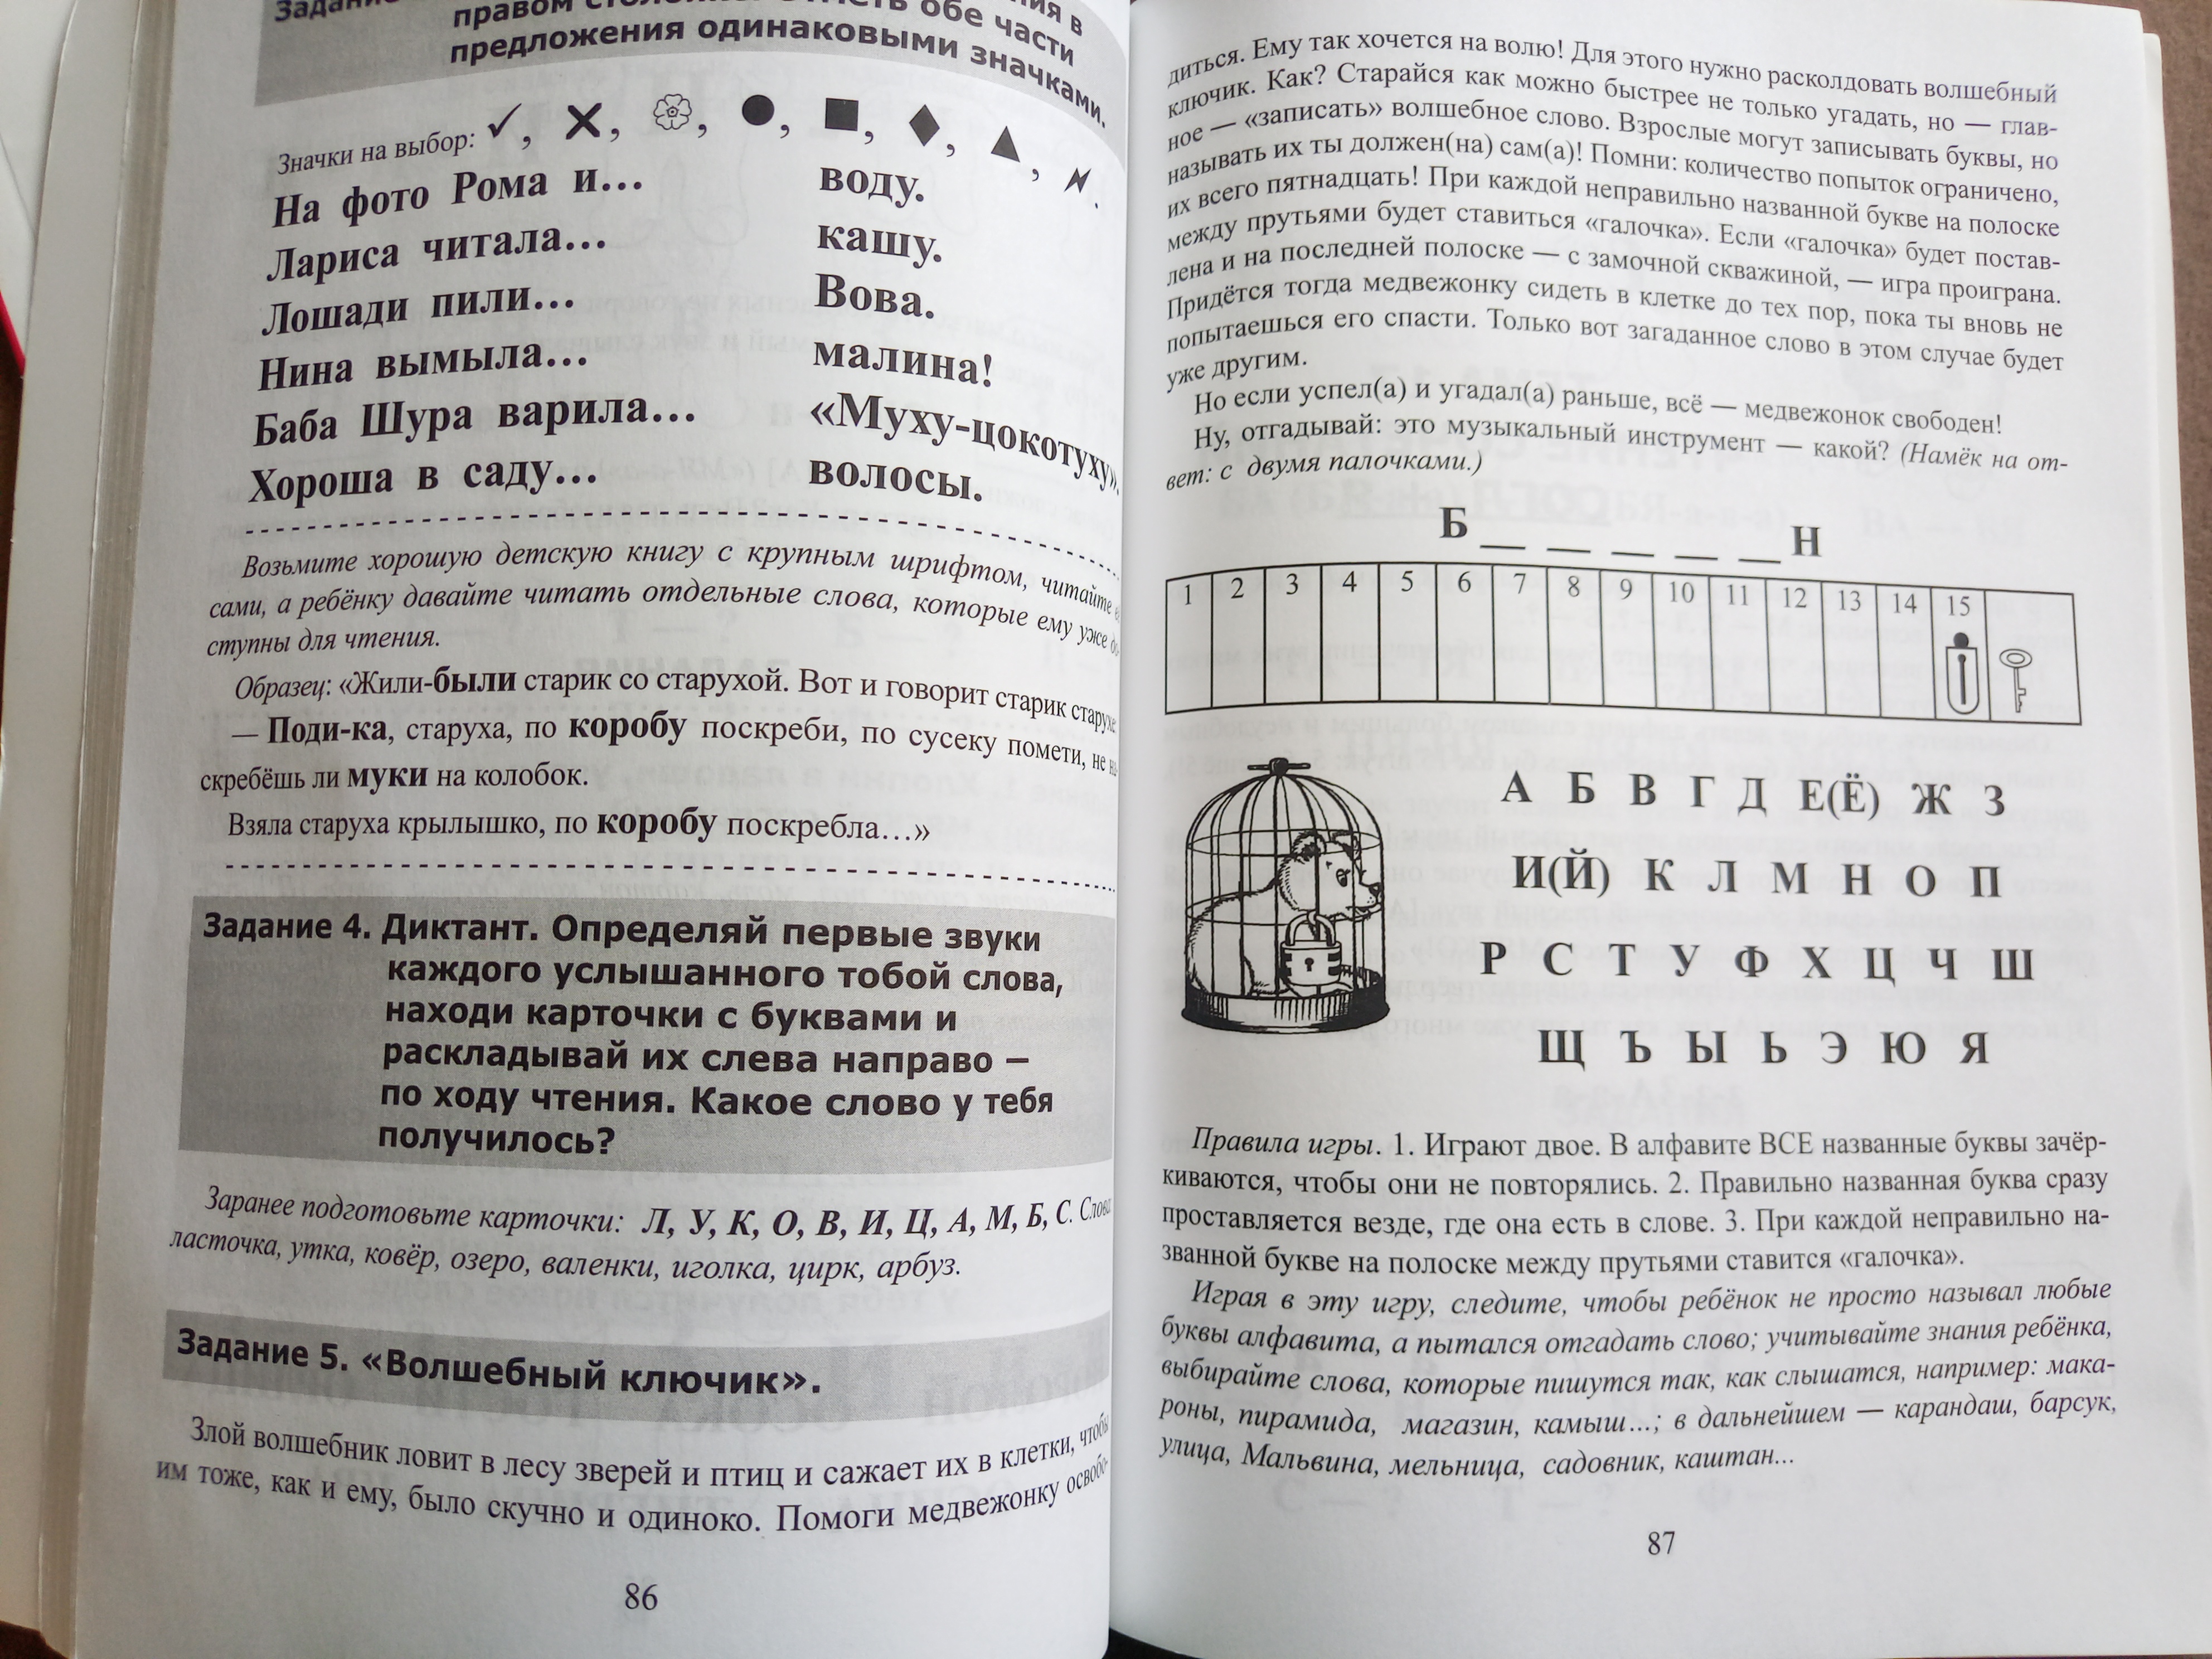 Задание
правом
обе части
предложения одинаковыми значками.
Значки на выбор:
На фото Рома и… воду.
Лариса читала… кашу.
Лошади пили… Вова.
Нина вымыла… малина!
Баба Шура варила… «Муху-цокотуху».
Хороша в саду… волосы.
Возьмите хорошую детскую книгу с крупным шрифтом, читайте
сами, а ребёнку давайте читать отдельные слова, которые ему уже до-
ступны для чтения.
Образец: «Жили-были старик со старухой. Вот и говорит старик старухе:
— Поди-ка, старуха, по коробу поскреби, по сусеку помети, не на-
скребёшь ли муки на колобок.
Взяла старуха крылышко, по коробу поскребла…»
Задание 4. Диктант. Определяй первые звуки
каждого услышанного тобой слова,
находи карточки с буквами и
раскладывай их слева направо –
по ходу чтения. Какое слово у тебя
получилось?
Заранее подготовьте карточки: Л, У, К, О, В, И, Ц, А, М, Б, С. Слова:
ласточка, утка, ковёр, озеро, валенки, иголка, цирк, арбуз.
Задание 5. «Волшебный ключик».
Злой волшебник ловит в лесу зверей и птиц и сажает их в клетки, чтобы
им тоже, как и ему, было скучно и одиноко. Помоги медвежонку освобо-
86
диться. Ему так хочется на волю! Для этого нужно расколдовать волшебный
ключик. Как? Старайся как можно быстрее не только угадать, но — глав-
ное — «записать» волшебное слово. Взрослые могут записывать буквы, но
называть их ты должен(на) сам(а)! Помни: количество попыток ограничено,
их всего пятнадцать! При каждой неправильно названной букве на полоске
между прутьями будет ставиться «галочка». Если «галочка» будет постав-
лена и на последней полоске — с замочной скважиной, — игра проиграна.
Придётся тогда медвежонку сидеть в клетке до тех пор, пока ты вновь не
попытаешься его спасти. Только вот загаданное слово в этом случае будет
уже другим.
Но если успел(а) и угадал(а) раньше, всё — медвежонок свободен!
Ну, отгадывай: это музыкальный инструмент — какой? (Намёк на от-
вет: с двумя палочками.)
Б _ _ _ _ _ Н
1 2 3 4 5 6 7 8 9 10 11 12 13 14 15
А Б В Г Д Е(Ё) Ж З
И(Й) К Л М Н О П
Р С Т У Ф Х Ц Ч Ш
Щ Ъ Ы Ь Э Ю Я
Правила игры. 1. Играют двое. В алфавите ВСЕ названные буквы зачёр-
киваются, чтобы они не повторялись. 2. Правильно названная буква сразу
проставляется везде, где она есть в слове. 3. При каждой неправильно на-
званной букве на полоске между прутьями ставится «галочка».
Играя в эту игру, следите, чтобы ребёнок не просто называл любые
буквы алфавита, а пытался отгадать слово; учитывайте знания ребёнка,
выбирайте слова, которые пишутся так, как слышатся, например: мака-
роны, пирамида, магазин, камыш…; в дальнейшем — карандаш, барсук,
улица, Мальвина, мельница, садовник, каштан...
87